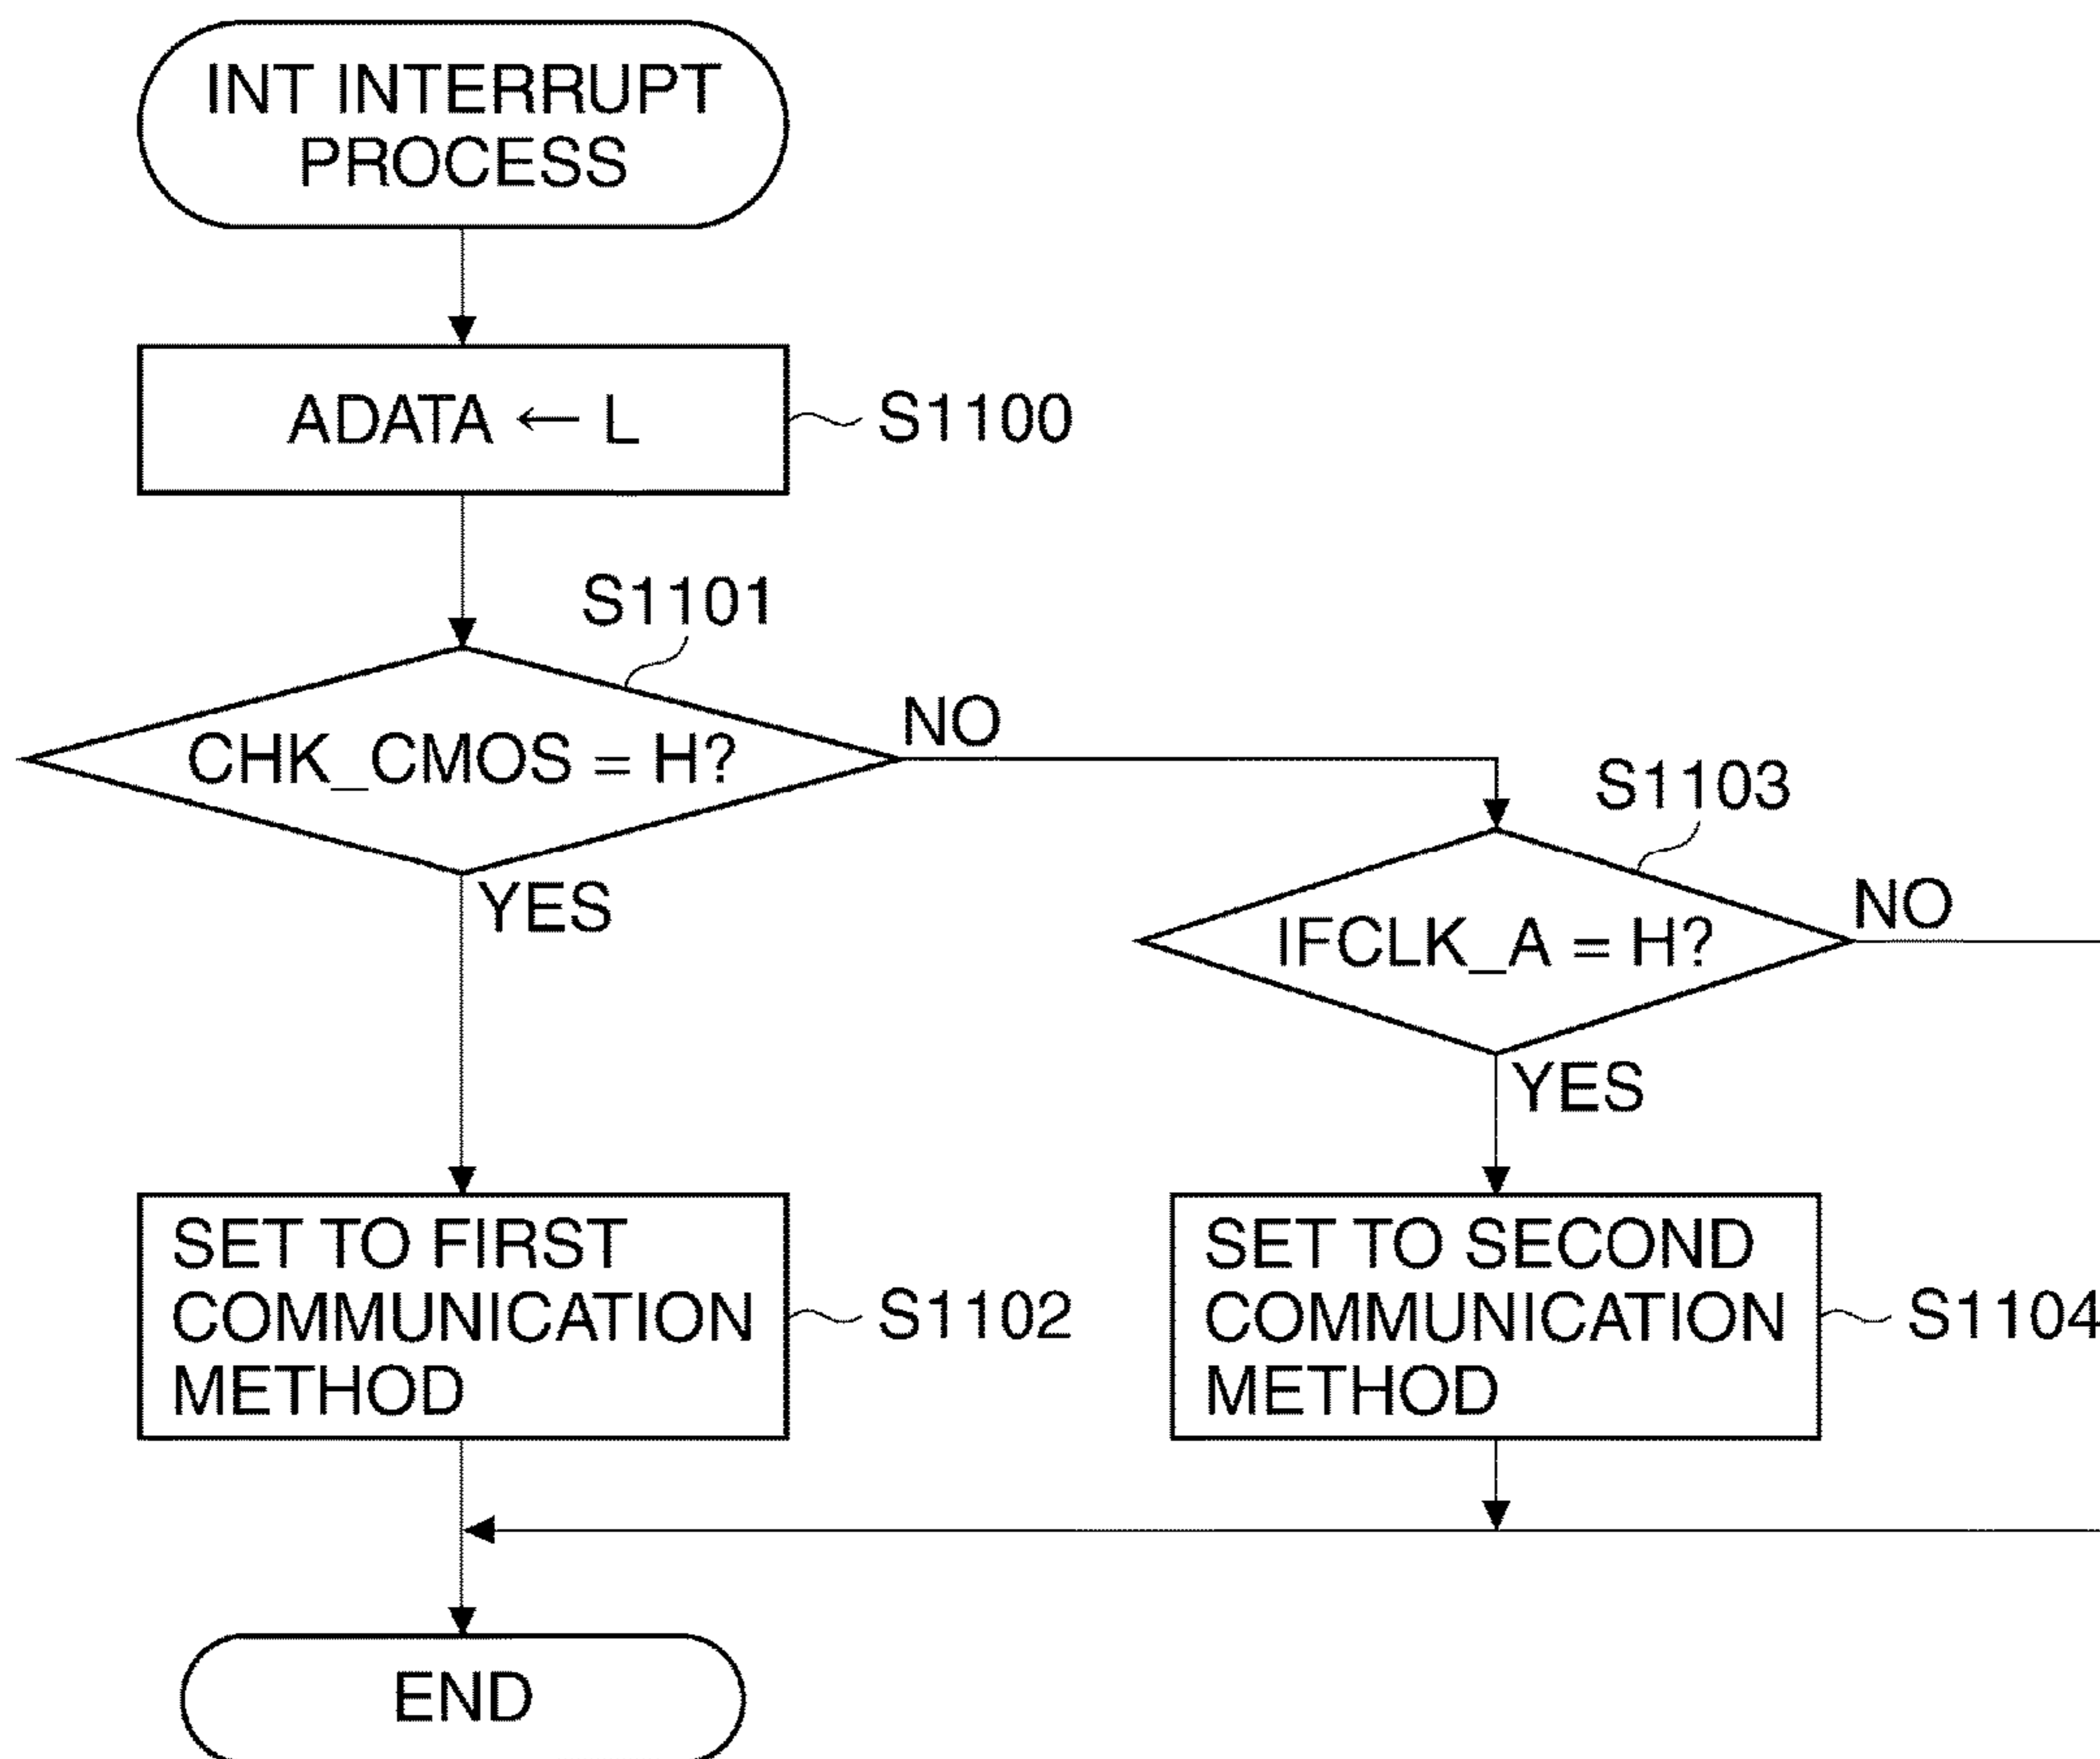 INT INTERRUPT
PROCESS
ADATA ← L
S1100
S1101
CHK_CMOS = H?
NO
YES
S1103
IFCLK_A = H?
NO
YES
SET TO FIRST
COMMUNICATION
METHOD
S1102
SET TO SECOND
COMMUNICATION
METHOD
S1104
END